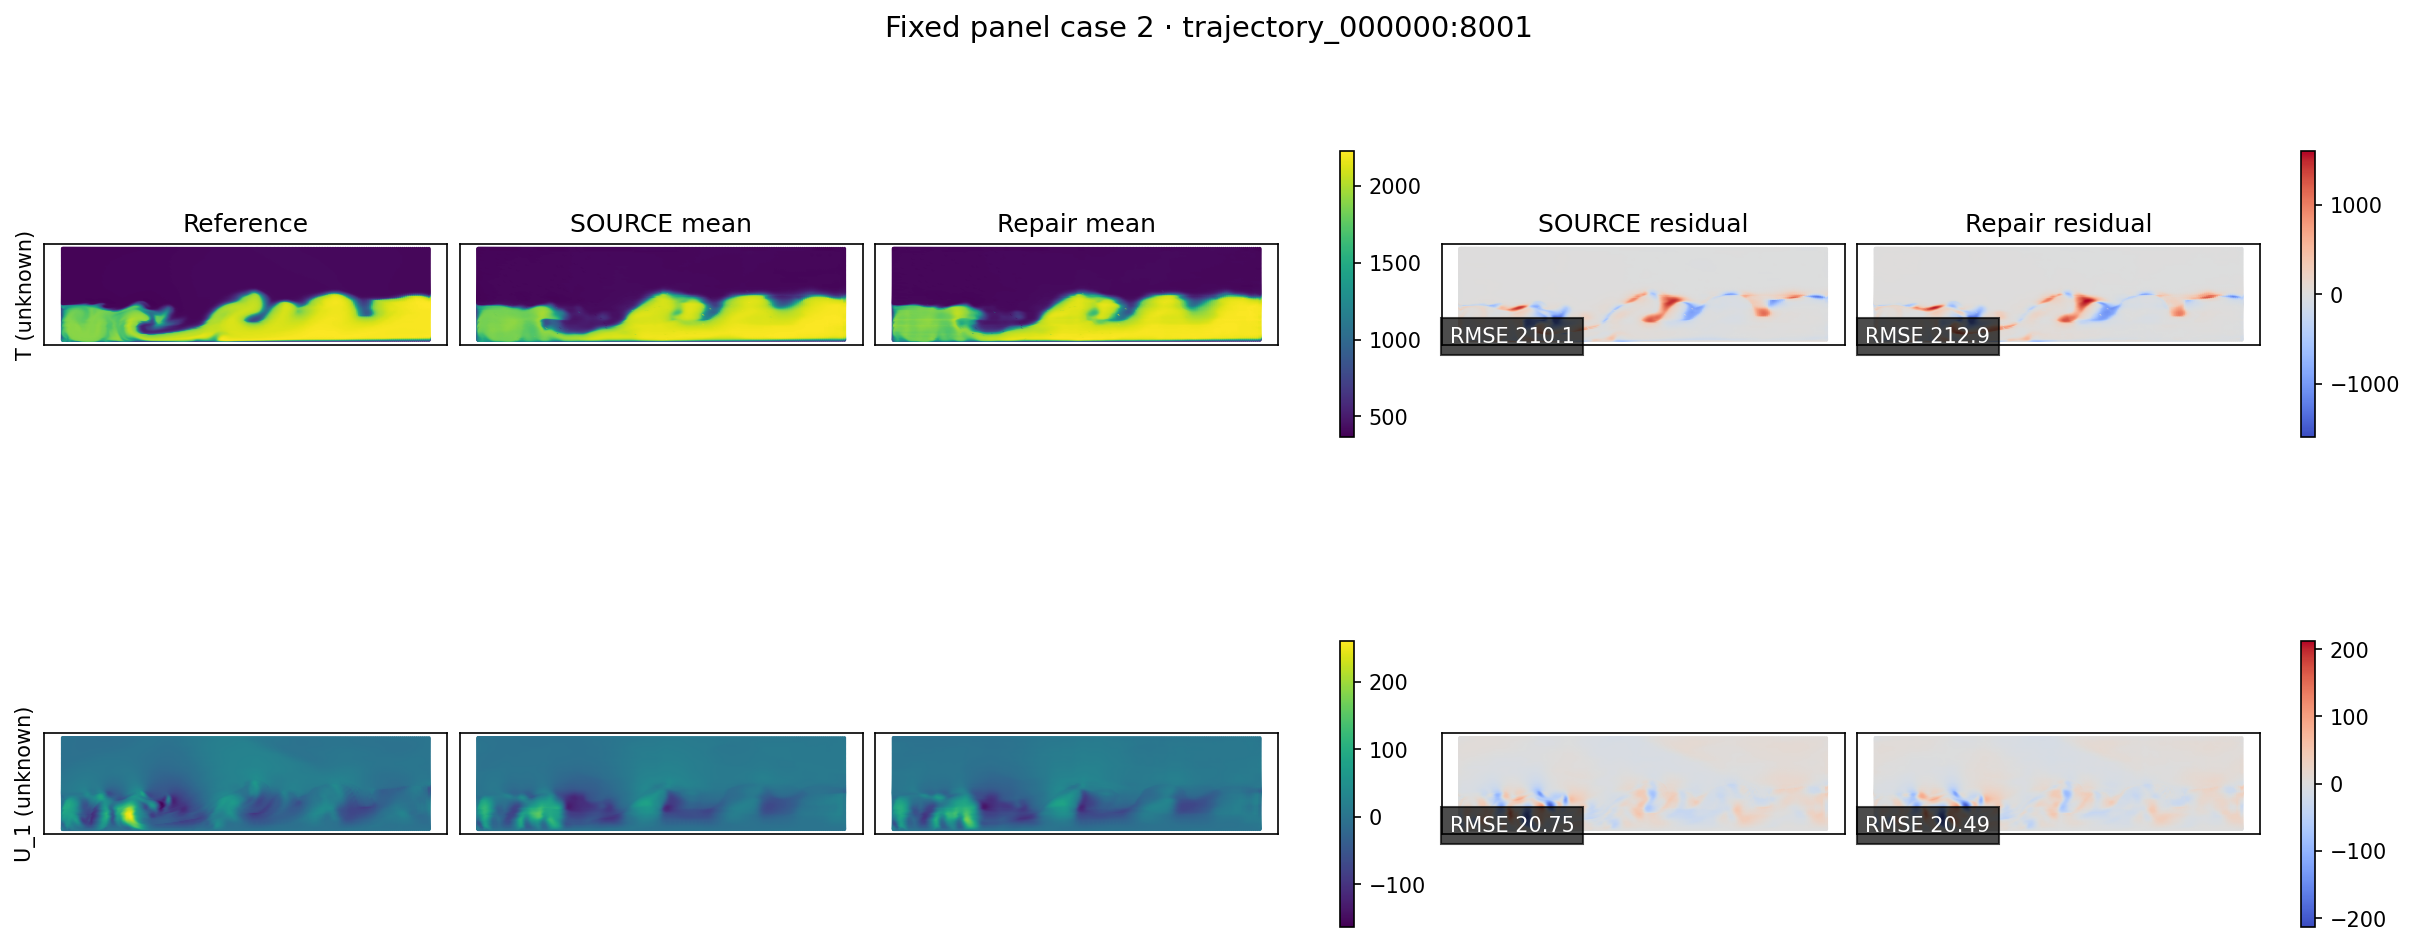 Fixed panel case 2 · trajectory_000000:8001
Reference
SOURCE mean
Repair mean
SOURCE residual
Repair residual
T (unknown)
2000
1500
1000
500
RMSE 210.1
RMSE 212.9
1000
0
−1000
U_1 (unknown)
200
100
0
−100
RMSE 20.75
RMSE 20.49
200
100
0
−100
−200